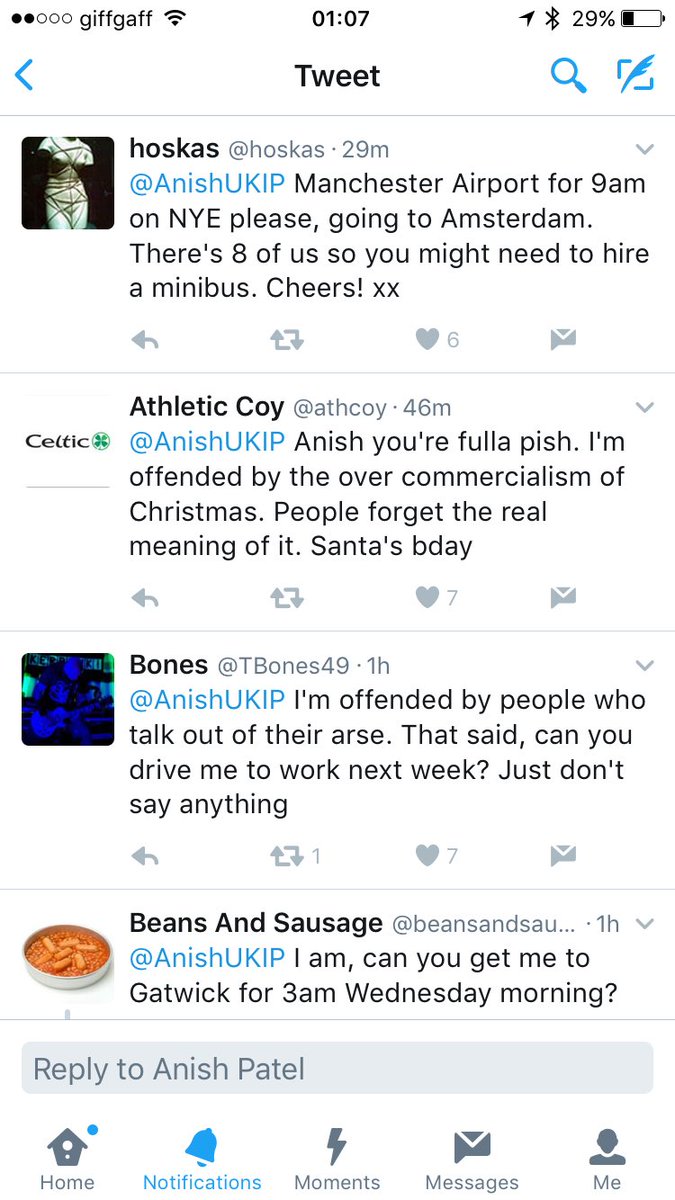 giffgaff 01:07 29%
Tweet
hoskas @hoskas · 29m
@AnishUKIP Manchester Airport for 9am
on NYE please, going to Amsterdam.
There's 8 of us so you might need to hire
a minibus. Cheers! xx
6
Athletic Coy @athcoy · 46m
Celtic
@AnishUKIP Anish you're fulla pish. I'm
offended by the over commercialism of
Christmas. People forget the real
meaning of it. Santa's bday
7
Bones @TBones49 · 1h
@AnishUKIP I'm offended by people who
talk out of their arse. That said, can you
drive me to work next week? Just don't
say anything
1 7
Beans And Sausage @beansandsau... · 1h
@AnishUKIP I am, can you get me to
Gatwick for 3am Wednesday morning?
Reply to Anish Patel
Home Notifications Moments Messages Me